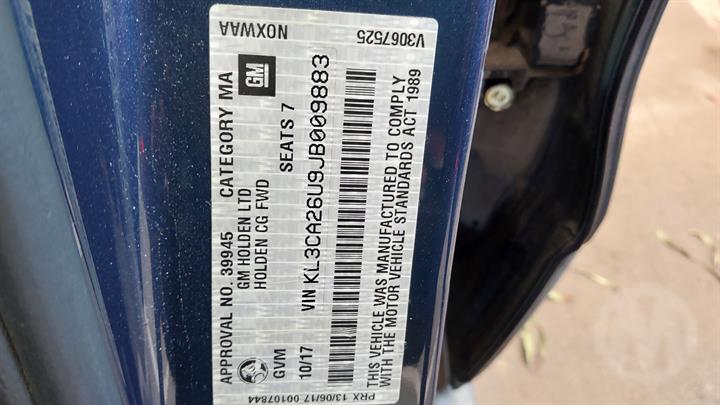 NOXWAA V3067525
APPROVAL NO. 39945 CATEGORY MA
GM HOLDEN LTD
HOLDEN CG FWD
GM
SEATS 7
VIN KL3CA26U9JB009883
GVM
10/17
THIS VEHICLE WAS MANUFACTURED TO COMPLY
WITH THE MOTOR VEHICLE STANDARDS ACT 1989
PRX 13/06/17 00107844
M